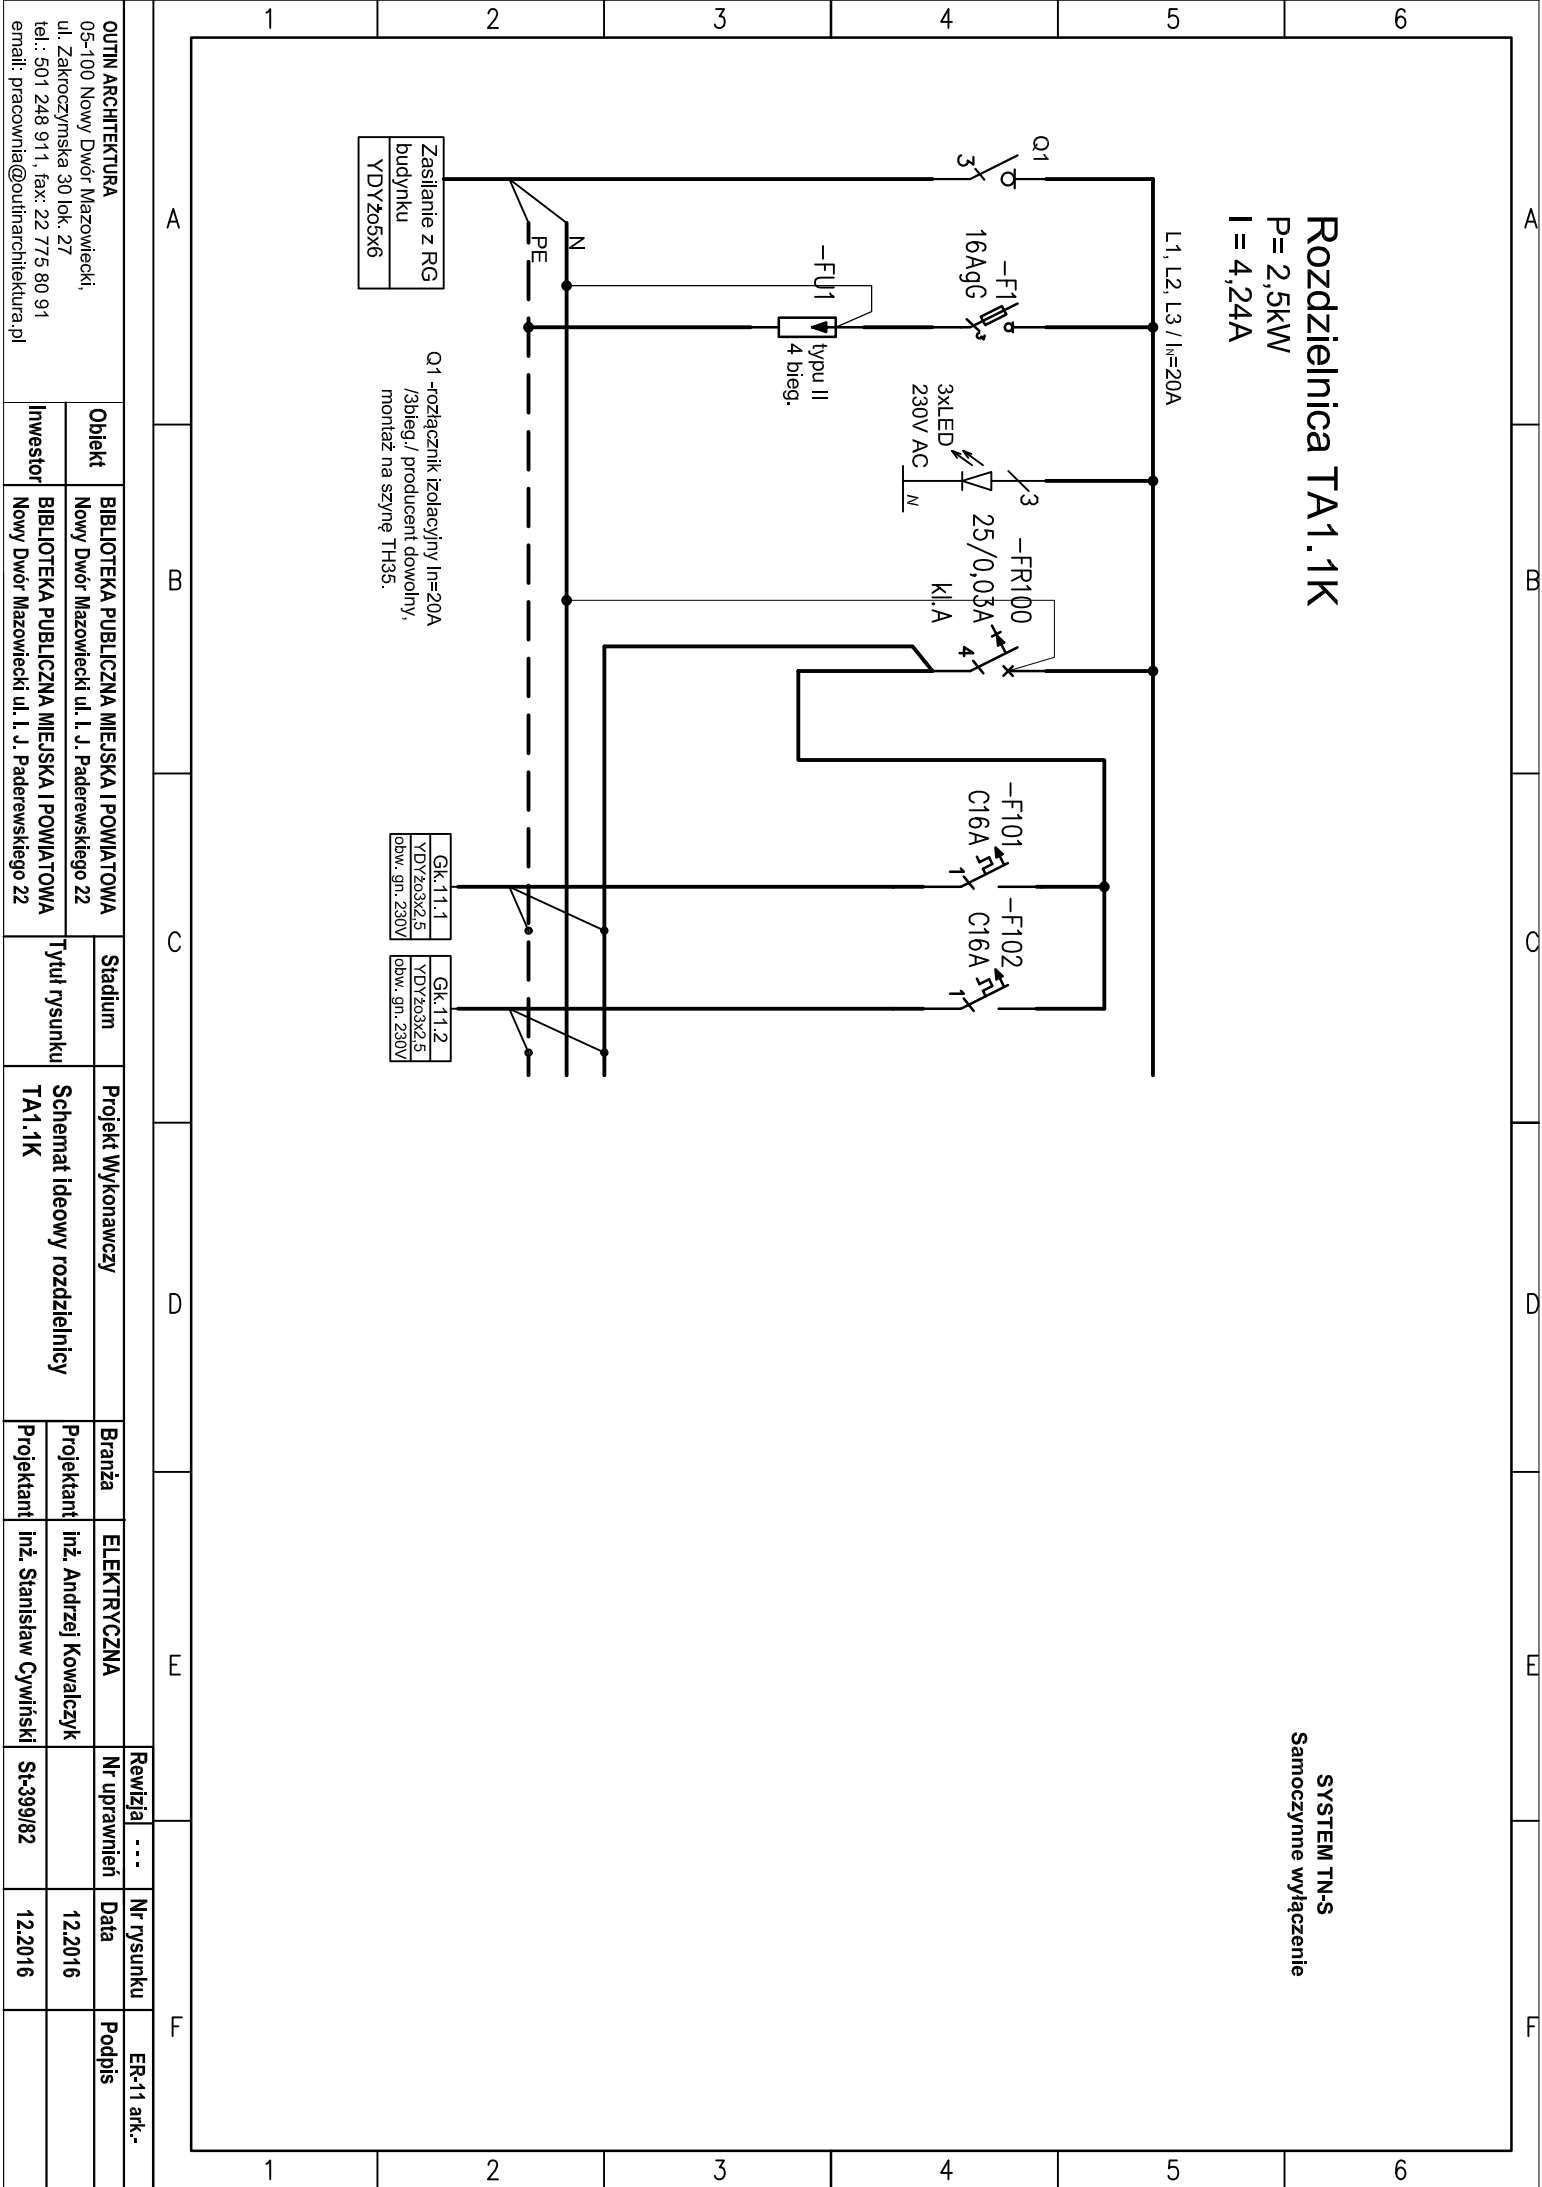 1
2
3
4
5
6
A
B
C
D
E
F
Rozdzielnica TA1.1K
P= 2,5kW
I = 4,24A
SYSTEM TN-S
Samoczynne wyłączenie
L1, L2, L3 / IN=20A
Q1
3
-F1
16AgG
3
-FU1
typu II
4 bieg.
3
3xLED
230V AC
N
-FR100
25/0,03A
kl.A
4
-F101
C16A
1
-F102
C16A
1
N
PE
Zasilanie z RG
budynku
YDYżo5x6
Q1 -rozłącznik izolacyjny In=20A
/3bieg./ producent dowolny,
montaż na szynę TH35.
Gk.11.1
YDYżo3x2,5
obw. gn. 230V
Gk.11.2
YDYżo3x2,5
obw. gn. 230V
A
B
C
D
E
F
1
2
3
4
5
6
Rewizja
- - -
Nr rysunku
ER-11 ark.-
OUTIN ARCHITEKTURA
05-100 Nowy Dwór Mazowiecki,
ul. Zakroczymska 30 lok. 27
tel.: 501 248 911, fax: 22 775 80 91
email: pracownia@outinarchitektura.pl
Obiekt
BIBLIOTEKA PUBLICZNA MIEJSKA I POWIATOWA
Nowy Dwór Mazowiecki ul. I. J. Paderewskiego 22
Inwestor
BIBLIOTEKA PUBLICZNA MIEJSKA I POWIATOWA
Nowy Dwór Mazowiecki ul. I. J. Paderewskiego 22
Stadium
Projekt Wykonawczy
Tytuł rysunku
Schemat ideowy rozdzielnicy
TA1.1K
Branża
ELEKTRYCZNA
Nr uprawnień
Data
Podpis
Projektant
inż. Andrzej Kowalczyk
12.2016
Projektant
inż. Stanisław Cywiński
St-399/82
12.2016